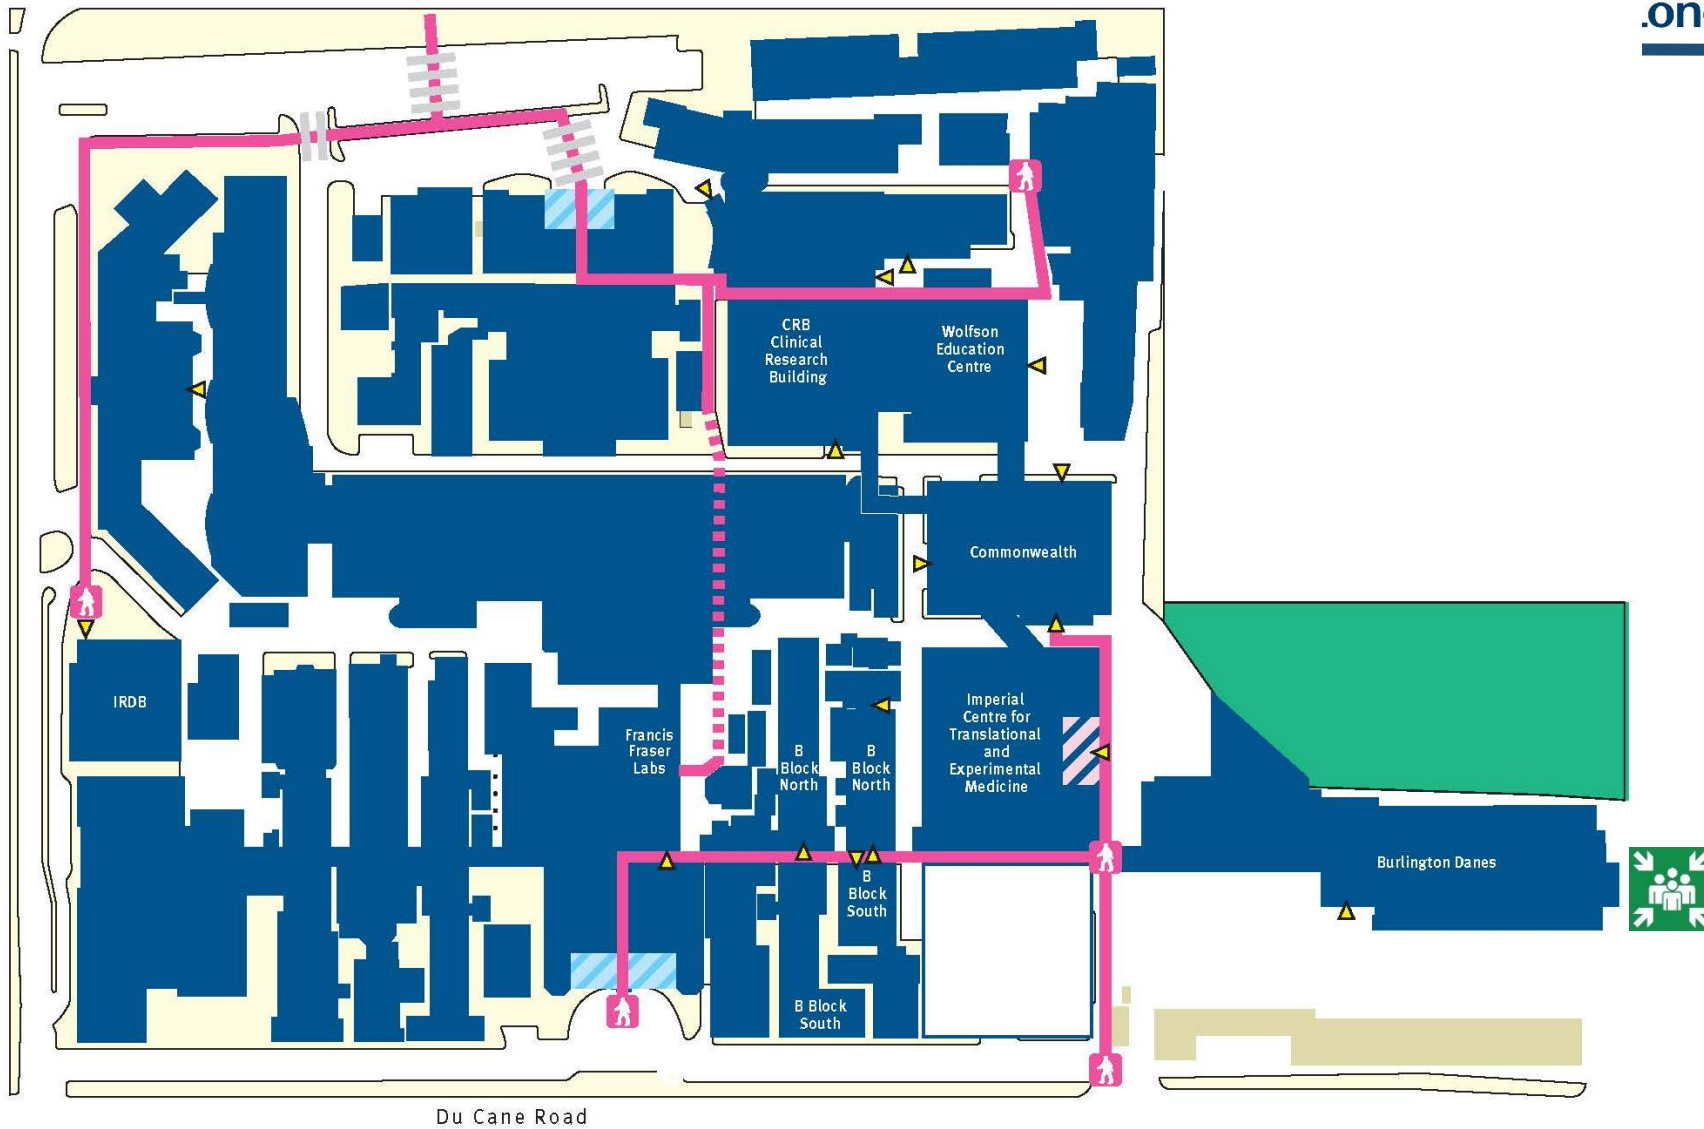 .on
CRB
Clinical
Research
Building
Wolfson
Education
Centre
Commonwealth
IRDB
Francis
Fraser
Labs
B
Block
North
B
Block
North
Imperial
Centre for
Translational
and
Experimental
Medicine
B
Block
South
B Block
South
Burlington Danes
Du Cane Road